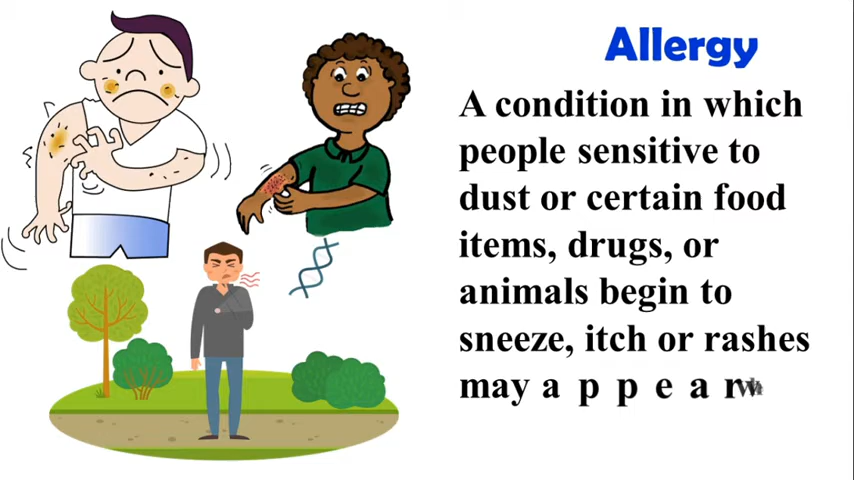 Allergy
A condition in which
people sensitive to
dust or certain food
items, drugs, or
animals begin to
sneeze, itch or rashes
may a p p e a r